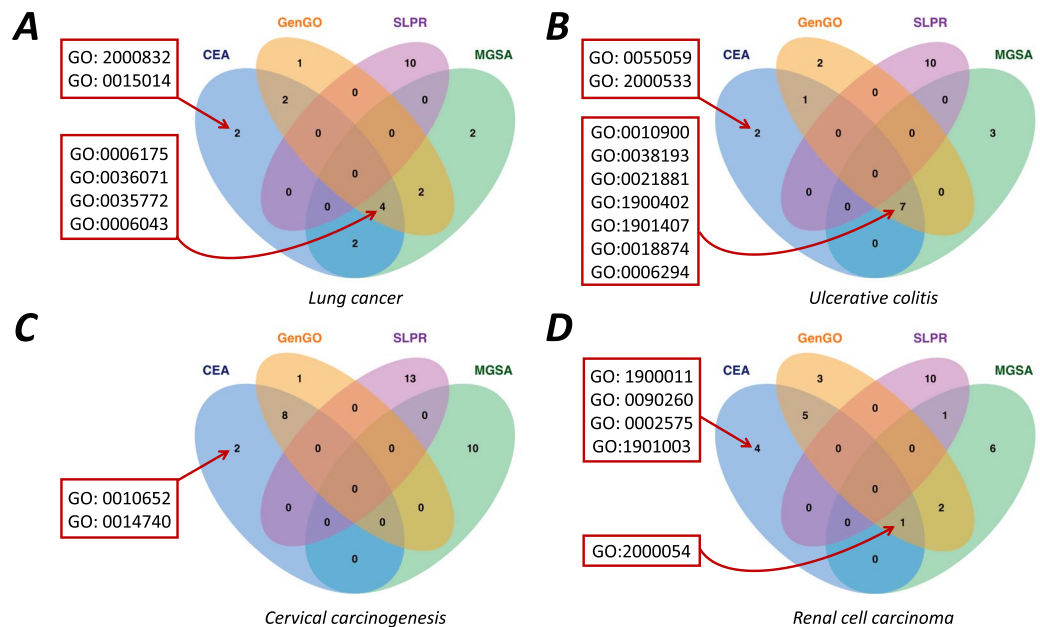 A
GenGO
SLPR
CEA
MGSA
GO: 2000832
GO: 0015014
GO:0006175
GO:0036071
GO:0035772
GO:0006043
1
10
2
0
0
2
0
0
2
0
0
2
0
4
2
Lung cancer
B
GenGO
SLPR
CEA
MGSA
GO:0055059
GO: 2000533
GO:0010900
GO:0038193
GO:0021881
GO:1900402
GO:1901407
GO:0018874
GO:0006294
2
10
1
0
0
2
0
0
3
0
0
0
0
7
0
Ulcerative colitis
C
GenGO
SLPR
CEA
MGSA
GO: 0010652
GO: 0014740
1
13
8
0
0
2
0
0
10
0
0
0
0
0
0
Cervical carcinogenesis
D
GenGO
SLPR
CEA
MGSA
GO: 1900011
GO: 0090260
GO: 0002575
GO:1901003
GO:2000054
3
10
5
0
1
4
0
0
6
0
0
2
0
1
0
Renal cell carcinoma